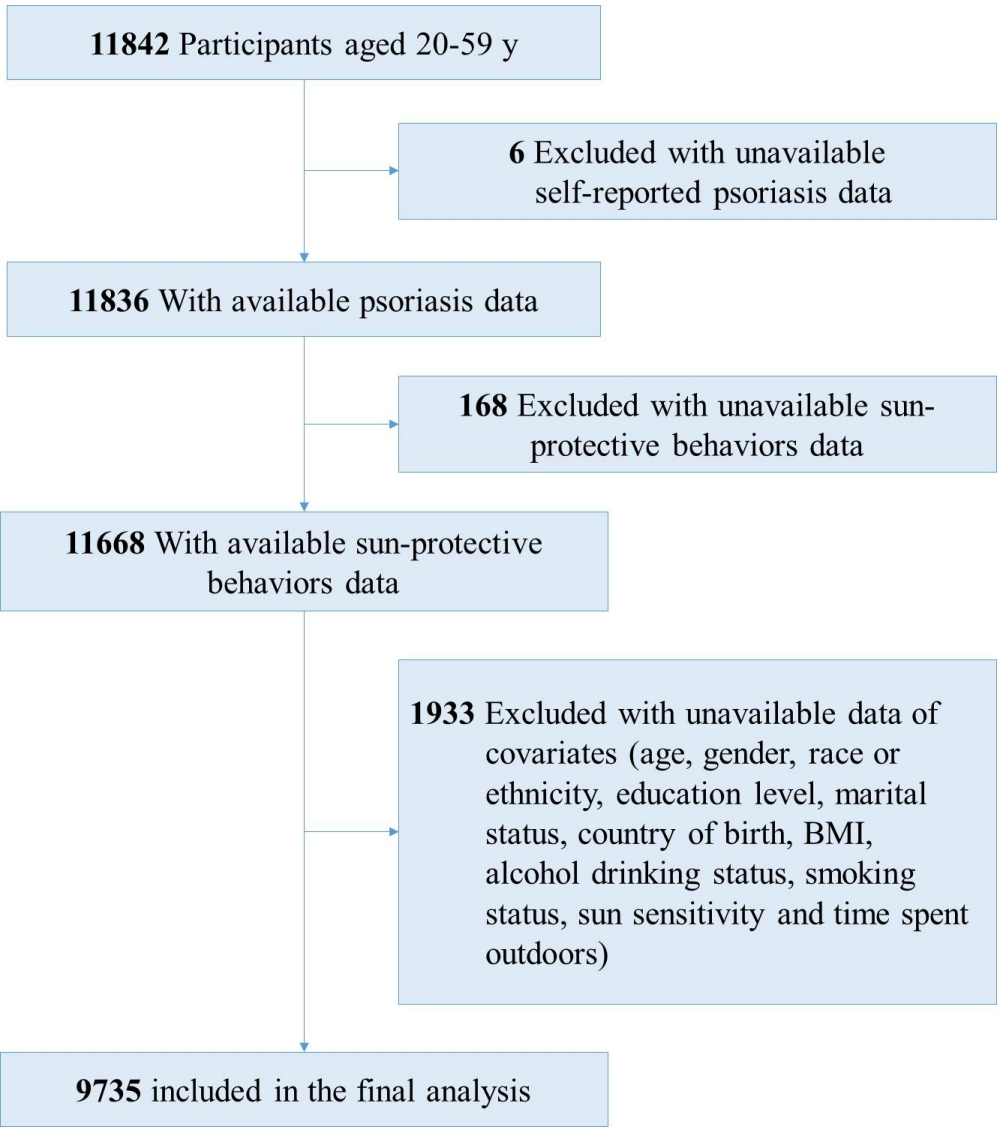 11842 Participants aged 20-59 y
6 Excluded with unavailable
self-reported psoriasis data
11836 With available psoriasis data
168 Excluded with unavailable sun-
protective behaviors data
11668 With available sun-protective
behaviors data
1933 Excluded with unavailable data of
covariates (age, gender, race or
ethnicity, education level, marital
status, country of birth, BMI,
alcohol drinking status, smoking
status, sun sensitivity and time spent
outdoors)
9735 included in the final analysis